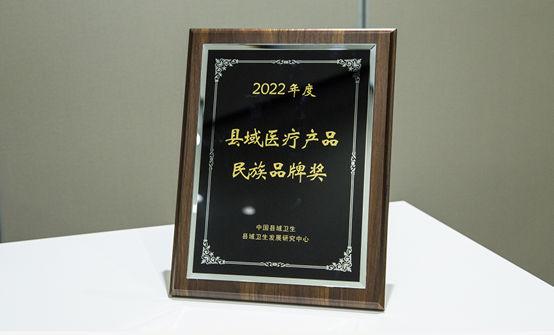 2022年度
县域医疗产品
民族品牌奖
中国县域卫生
县域卫生发展研究中心